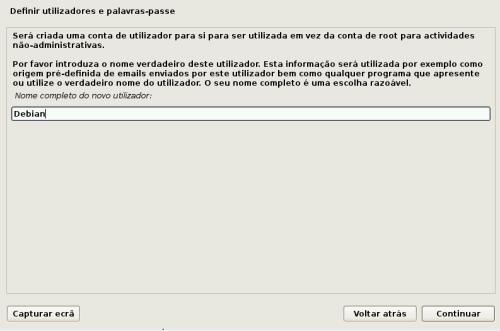 Definir utilizadores e palavras-passe
Será criada uma conta de utilizador para si para ser utilizada em vez da conta de root para actividades
não-administrativas.
Por favor introduza o nome verdadeiro deste utilizador. Esta informação será utilizada por exemplo como
origem pré-definida de emails enviados por este utilizador bem como qualquer programa que apresente
ou utilize o verdadeiro nome do utilizador. O seu nome completo é uma escolha razoável.
Nome completo do novo utilizador:
Debian
Capturar ecrã
Voltar atrás
Continuar